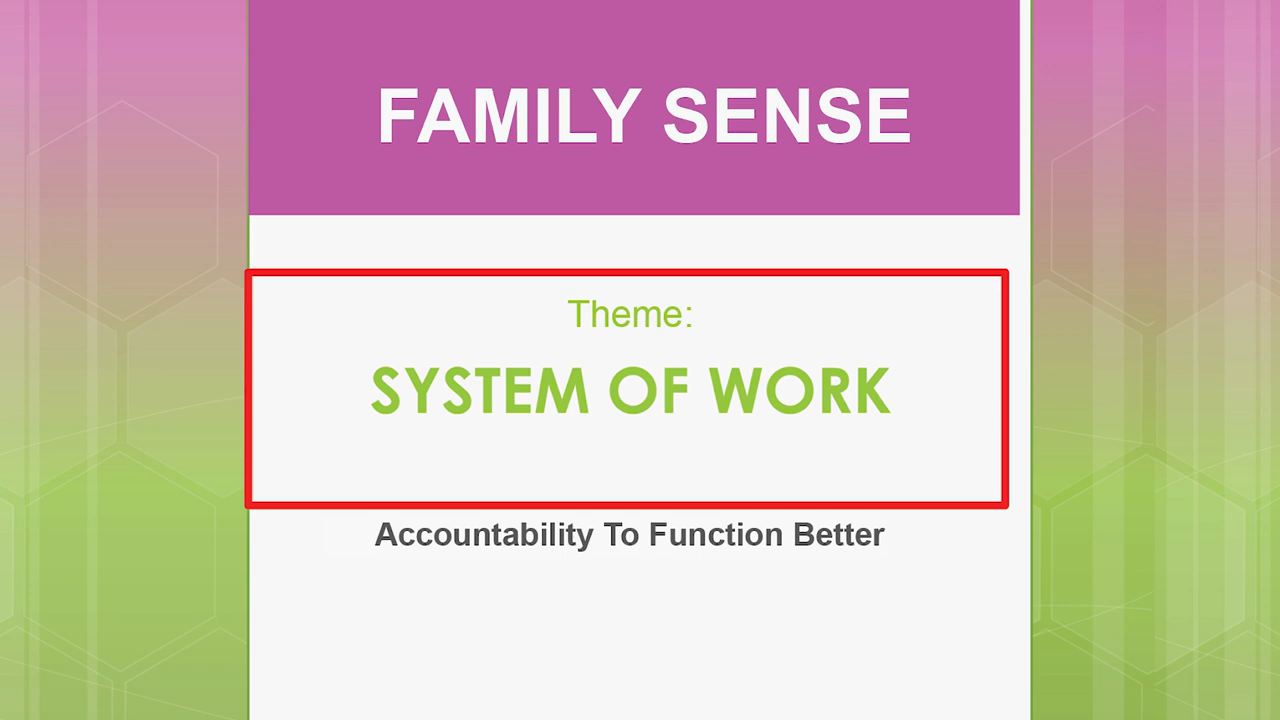 FAMILY SENSE
Theme:
SYSTEM OF WORK
Accountability To Function Better